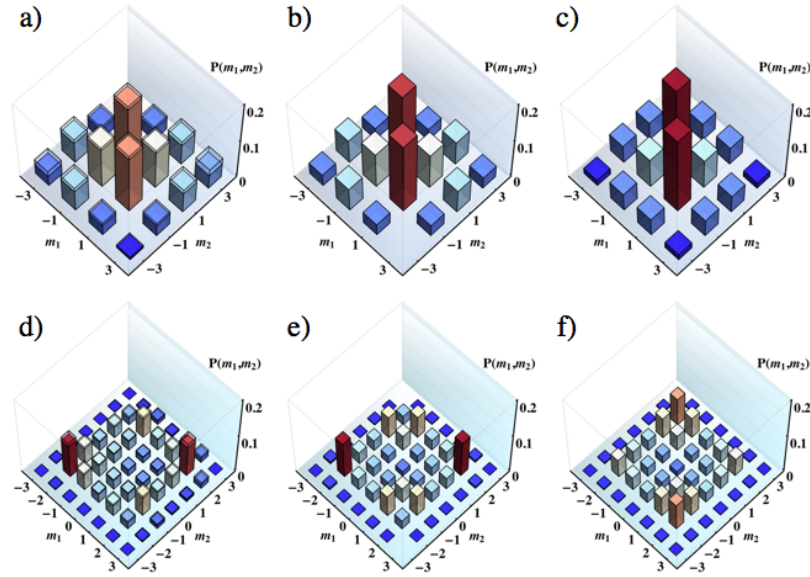 a) b) c)
P(m₁,m₂) P(m₁,m₂) P(m₁,m₂)
0.2 0.2 0.2
0.1 0.1 0.1
−3 0 −3 0 −3 0
3 3 3
−1 1 −1 1 −1 1
m₁ 1 −1 m₂ m₁ 1 −1 m₂ m₁ 1 −1 m₂
3 −3 3 −3 3 −3
d) e) f)
P(m₁,m₂) P(m₁,m₂) P(m₁,m₂)
0.2 0.2 0.2
0.1 0.1 0.1
−3 0 −3 0 −3 0
−2 3 −2 3 −2 3
−1 2 −1 2 −1 2
0 1 0 1 0 1
m₁ 1 0 m₂ m₁ 1 0 m₂ m₁ 1 0 m₂
2 −1 2 −1 2 −1
3 −2 3 −2 3 −2
−3 −3 −3